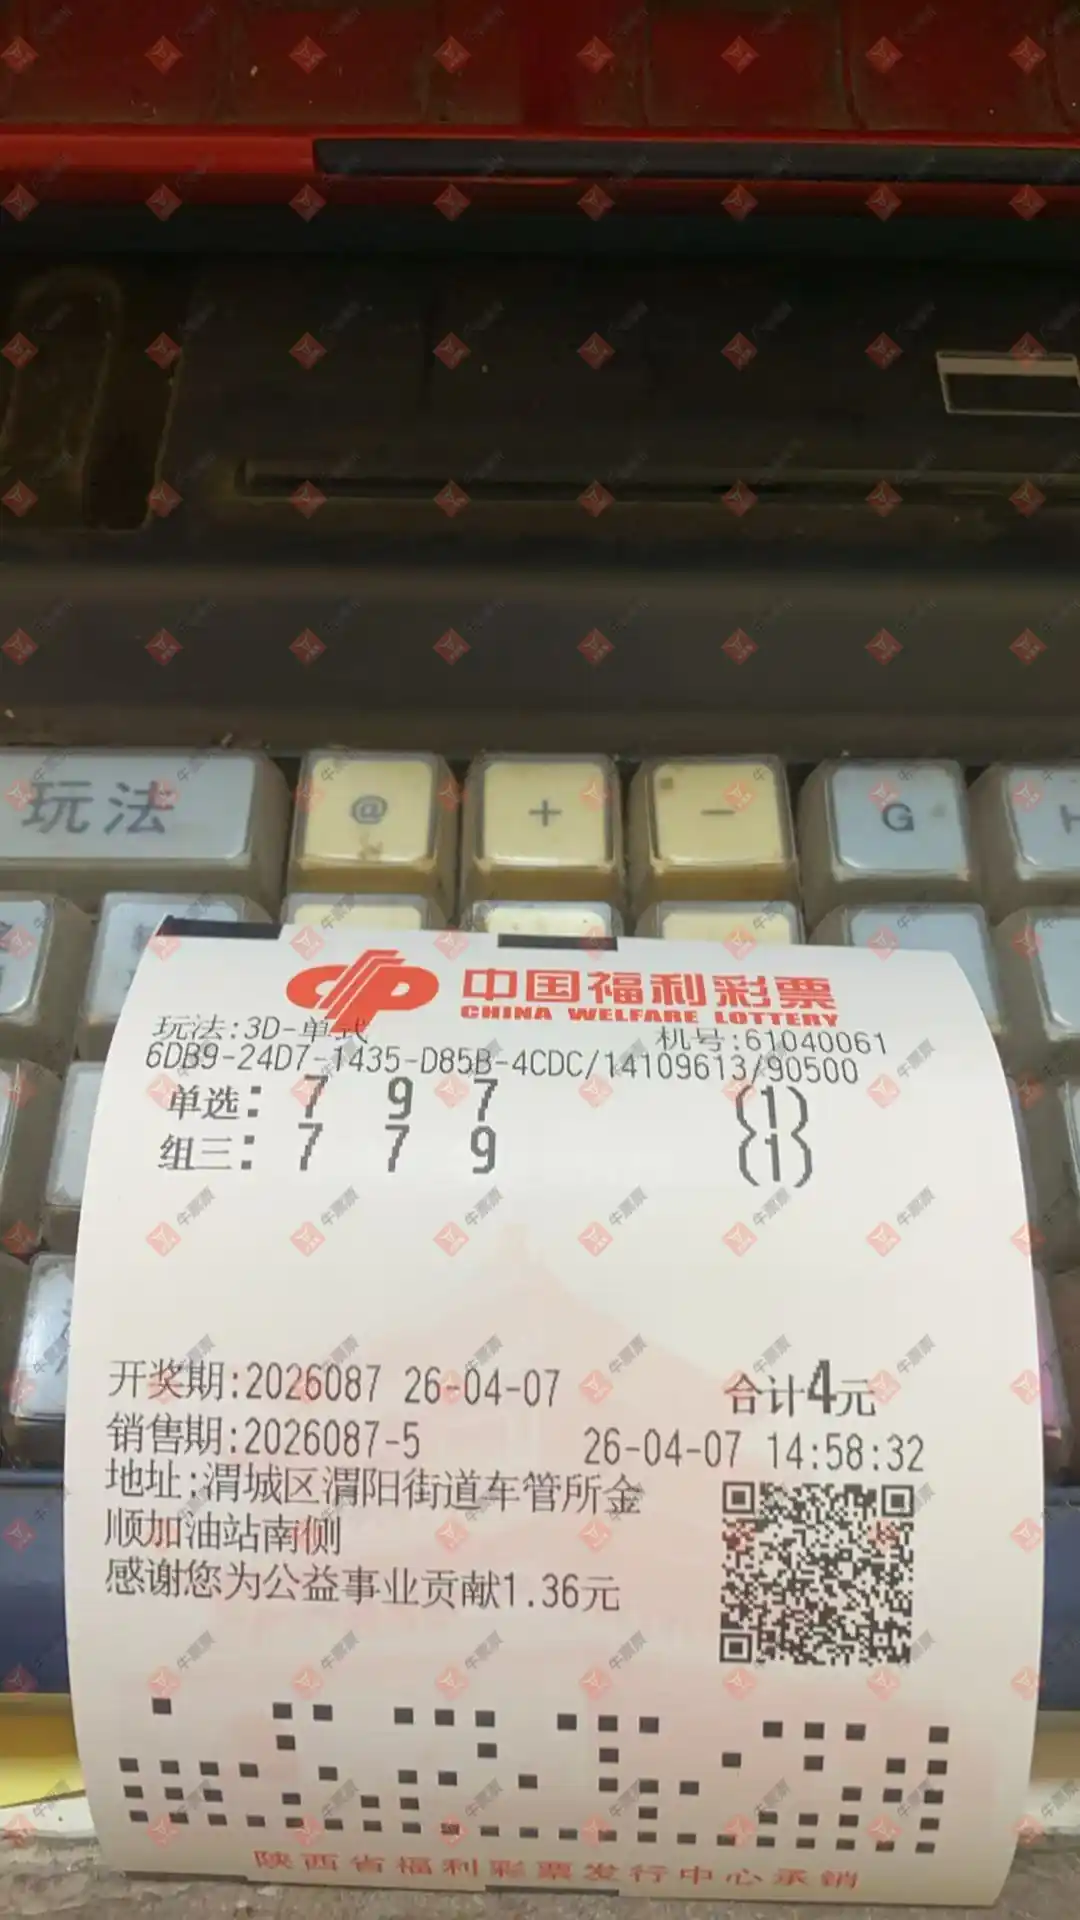 玩法
@
+
-
G
H
中国福利彩票
CHINA WELFARE LOTTERY
玩法:3D-单式
机号:61040061
6DB9-24D7-1435-D85B-4CDC/14109613/90500
单选: 7 9 7 (1)
组三: 7 7 9 (1)
开奖期:2026087 26-04-07 合计4元
销售期:2026087-5 26-04-07 14:58:32
地址:渭城区渭阳街道车管所金
顺加油站南侧
感谢您为公益事业贡献1.36元
陕西省福利彩票发行中心承销
牛票票